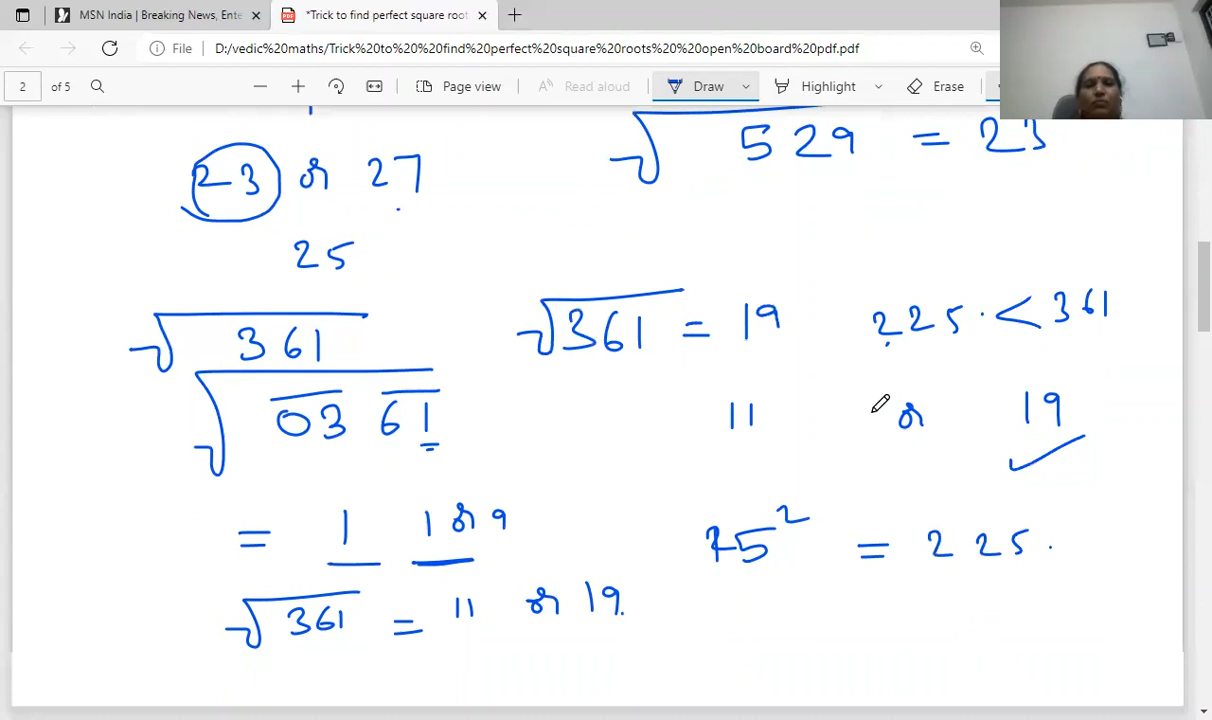 MSN India | Breaking News, Ente
*Trick to find perfect square root
File D:/vedic%20maths/Trick%20to%20%20find%20perfect%20square%20roots%20%20open%20board%20pdf.pdf
2 of 5 Page view Read aloud Draw Highlight Erase
√529 = 23
23 or 27
25
√361
√361 = 19
225. < 361
√03 61
11 or 19
= 1 1 or 9
15² = 225.
√361 = 11 or 19.